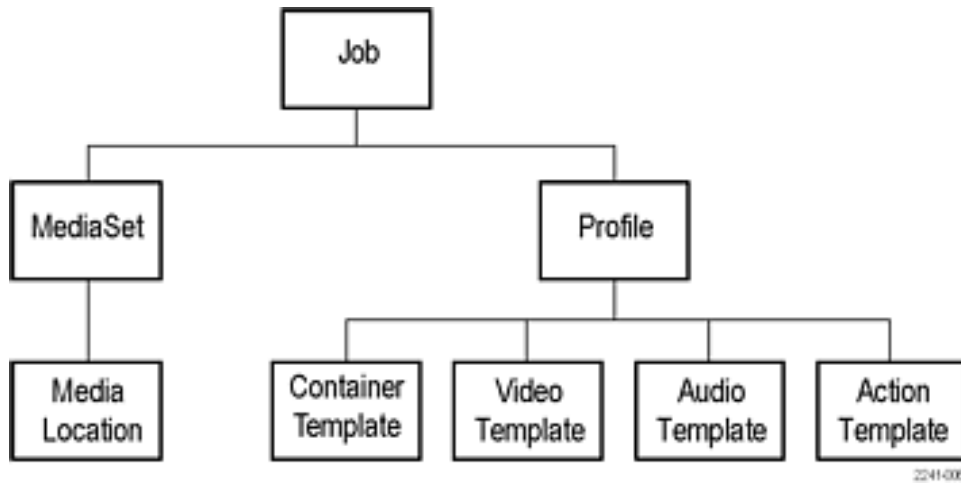 Job
MediaSet
Profile
Media
Location
Container
Template
Video
Template
Audio
Template
Action
Template